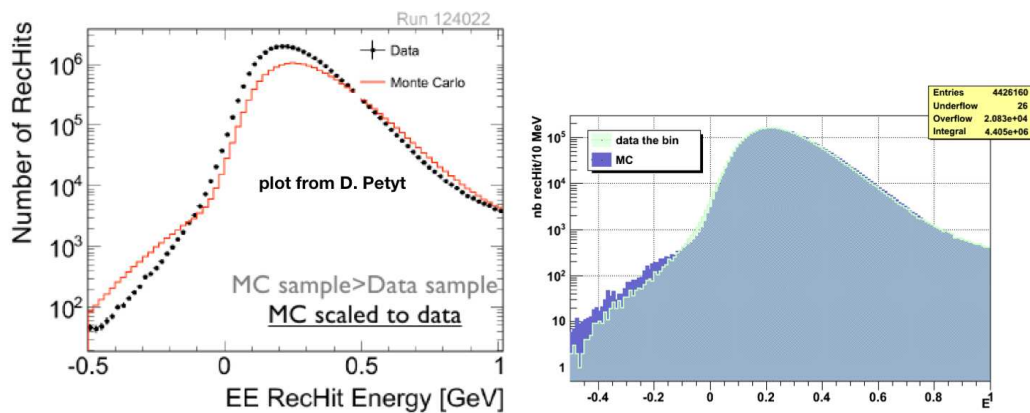 Run 124022
Number of RecHits
10^6
10^5
10^4
10^3
10^2
Data
Monte Carlo
plot from D. Petyt
MC sample>Data sample
MC scaled to data
-0.5
0
0.5
1
EE RecHit Energy [GeV]
Entries 4426160
Underflow 26
Overflow 2.083e+04
Integral 4.405e+06
nb recHit/10 MeV
10^5
10^4
10^3
10^2
10
1
data the bin
MC
-0.4 -0.2 0 0.2 0.4 0.6 0.8 1
E